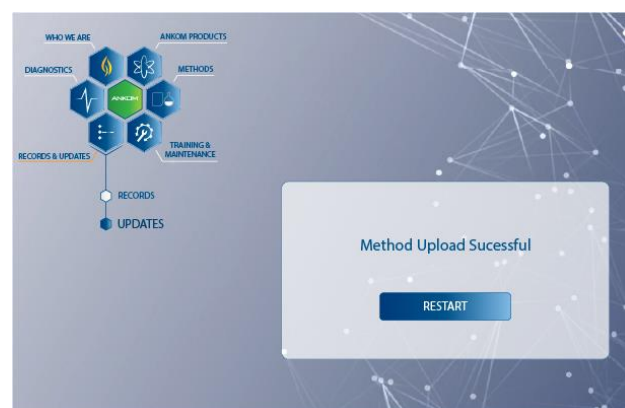 WHO WE ARE
ANKOM PRODUCTS
DIAGNOSTICS
METHODS
ANKOM
RECORDS & UPDATES
TRAINING &
MAINTENANCE
RECORDS
UPDATES
Method Upload Sucessful
RESTART